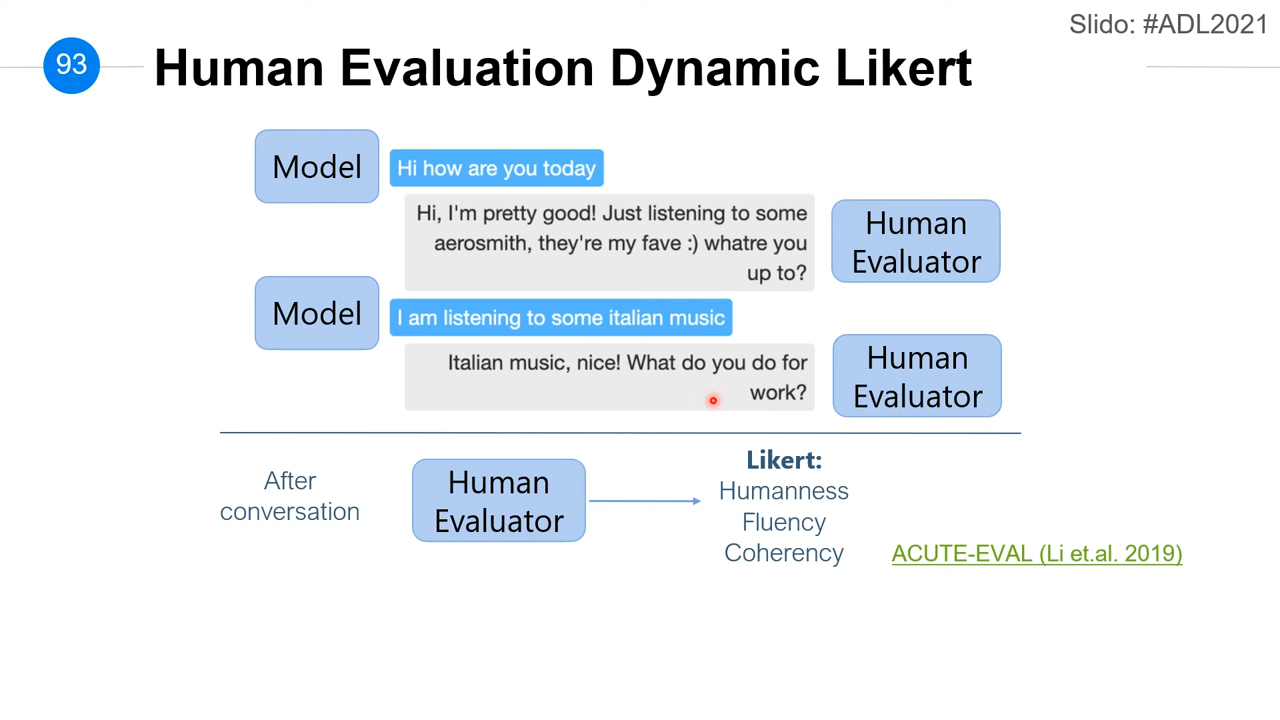 Slido: #ADL2021
93
Human Evaluation Dynamic Likert
Model
Hi how are you today
Hi, I'm pretty good! Just listening to some
aerosmith, they're my fave :) whatre you
up to?
Human
Evaluator
Model
I am listening to some italian music
Italian music, nice! What do you do for
work?
Human
Evaluator
After
conversation
Human
Evaluator
Likert:
Humanness
Fluency
Coherency
ACUTE-EVAL (Li et.al. 2019)